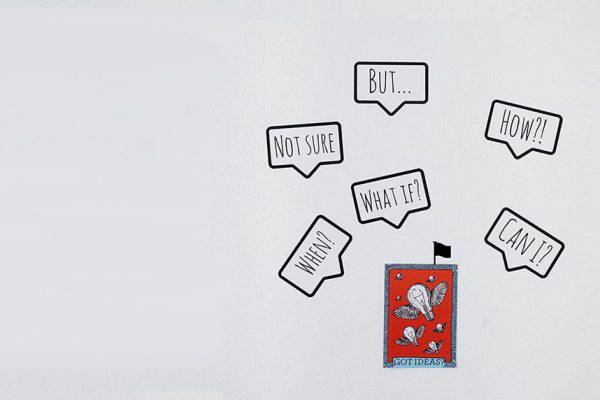 BUT...
HOW?!
NOT SURE
WHAT IF?
WHEN?
CAN I?
GOT IDEAS?